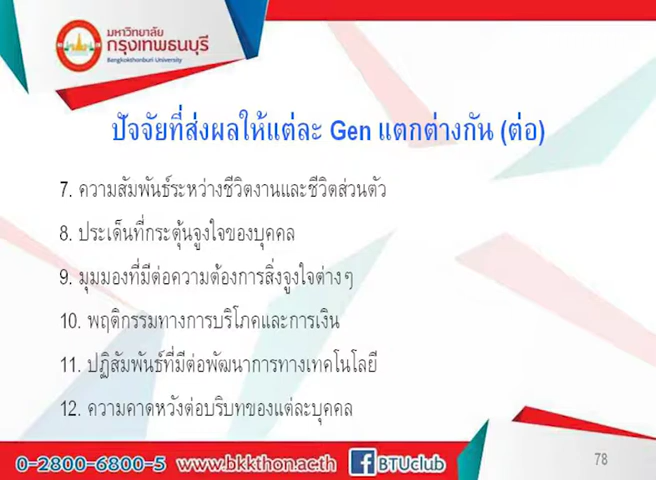 มหาวิทยาลัย
กรุงเทพธนบุรี
Bangkokthonburi University
ปัจจัยที่ส่งผลให้แต่ละ Gen แตกต่างกัน (ต่อ)
7. ความสัมพันธ์ระหว่างชีวิตงานและชีวิตส่วนตัว
8. ประเด็นที่กระตุ้นจูงใจของบุคคล
9. มุมมองที่มีต่อความต้องการสิ่งจูงใจต่างๆ
10. พฤติกรรมทางการบริโภคและการเงิน
11. ปฏิสัมพันธ์ที่มีต่อพัฒนาการทางเทคโนโลยี
12. ความคาดหวังต่อบริบทของแต่ละบุคคล
0-2800-6800-5 www.bkkthon.ac.th f BTUclub
78